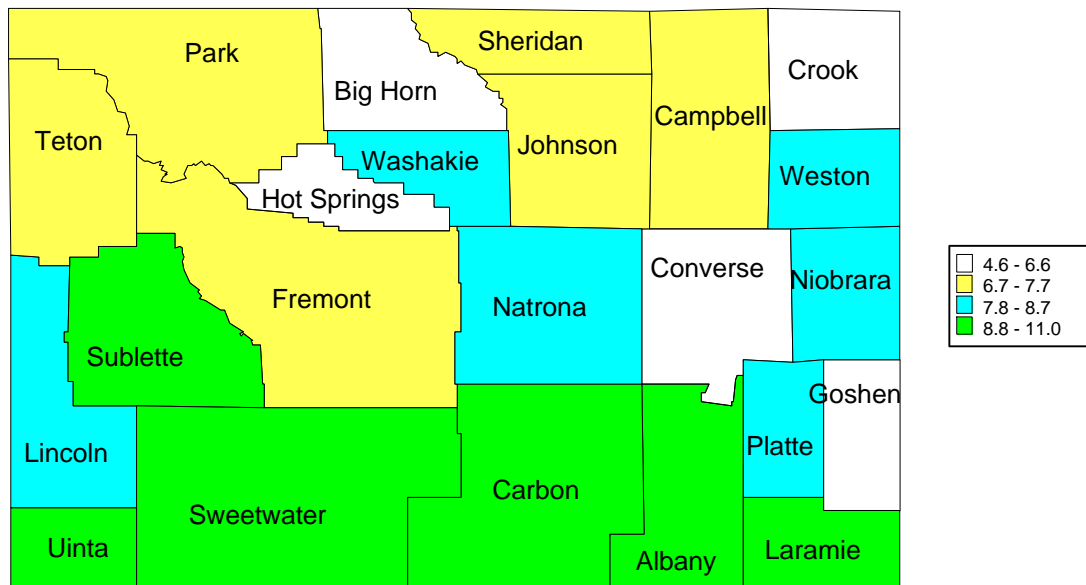 Park
Sheridan
Crook
Big Horn
Campbell
Teton
Johnson
Washakie
Weston
Hot Springs
Converse
Niobrara
Fremont
Natrona
Sublette
Goshen
Lincoln
Platte
Carbon
Sweetwater
Uinta
Albany
Laramie
4.6 - 6.6
6.7 - 7.7
7.8 - 8.7
8.8 - 11.0